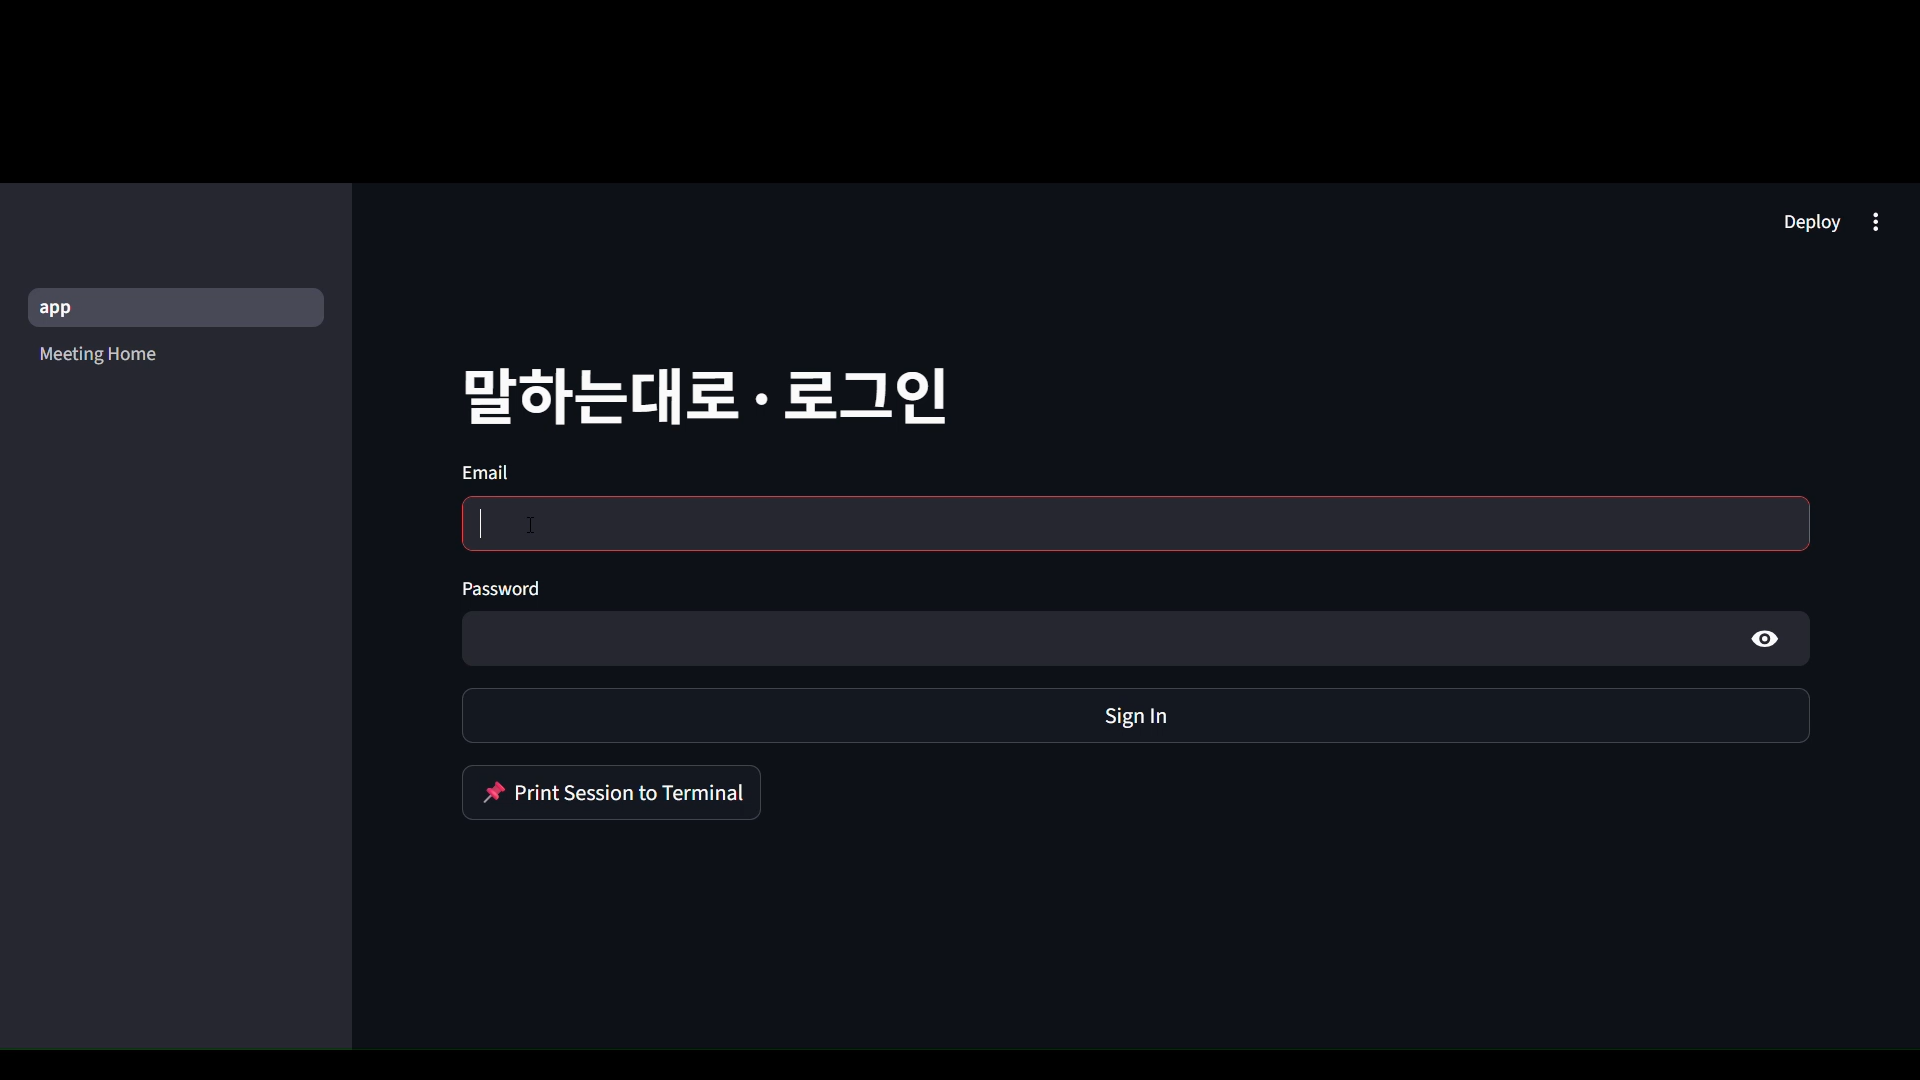 Deploy
app
Meeting Home
말하는대로 · 로그인
Email
Password
Sign In
📌 Print Session to Terminal